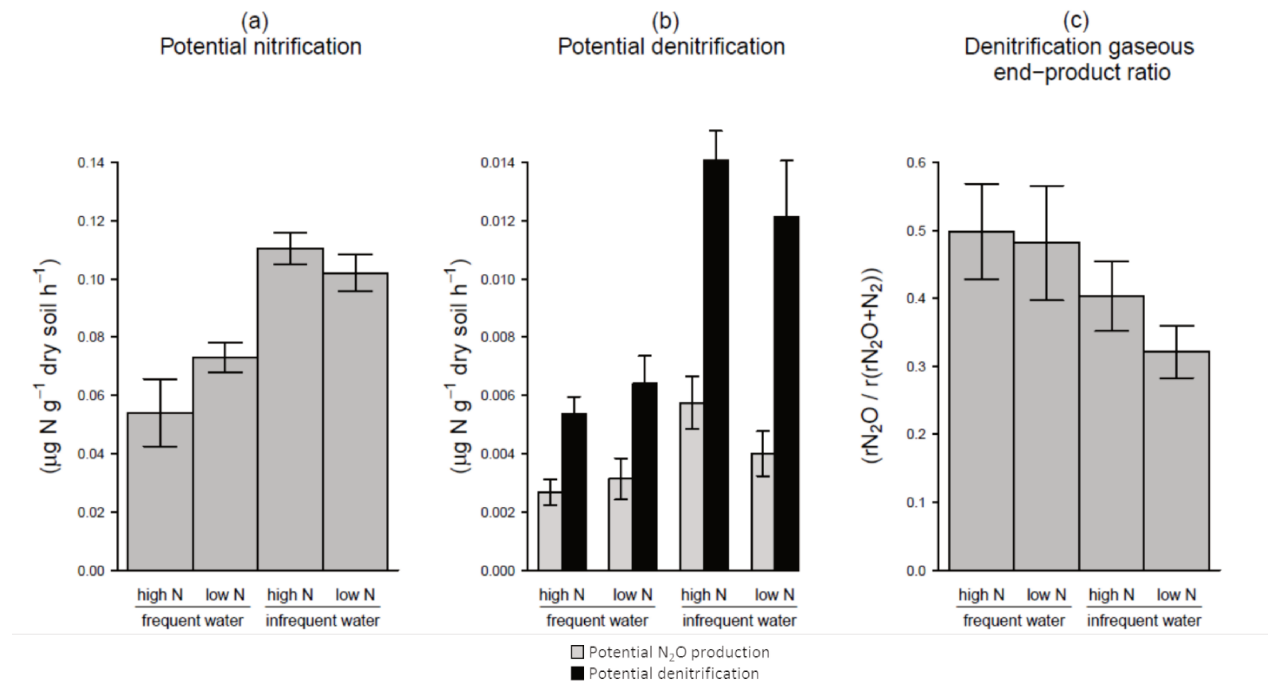 (a)
Potential nitrification
(µg N g⁻¹ dry soil h⁻¹)
0.14
0.12
0.10
0.08
0.06
0.04
0.02
0.00
high N low N high N low N
frequent water infrequent water
(b)
Potential denitrification
(µg N g⁻¹ dry soil h⁻¹)
0.014
0.012
0.010
0.008
0.006
0.004
0.002
0.000
high N low N high N low N
frequent water infrequent water
(c)
Denitrification gaseous
end−product ratio
(rN₂O / r(rN₂O+N₂))
0.6
0.5
0.4
0.3
0.2
0.1
0.0
high N low N high N low N
frequent water infrequent water
Potential N₂O production
Potential denitrification